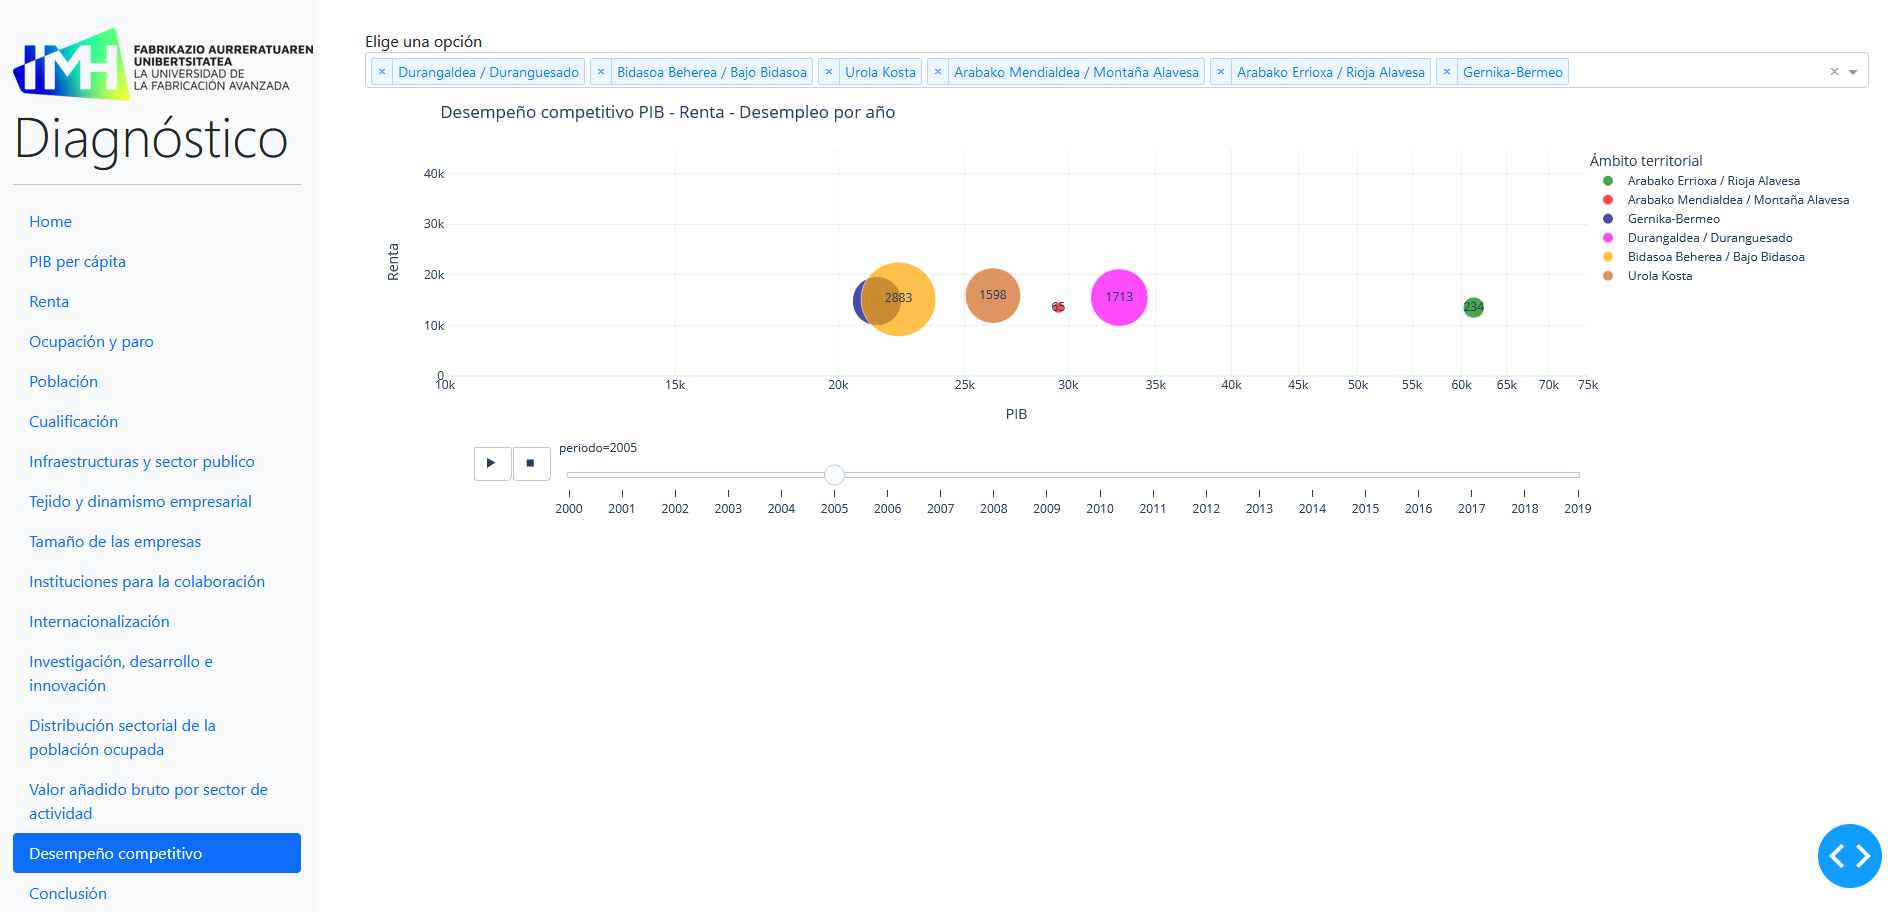 FABRIKAZIO AURRERATUAREN
UNIBERTSITATEA
LA UNIVERSIDAD DE
LA FABRICACIÓN AVANZADA
IMH
Diagnóstico
Home
PIB per cápita
Renta
Ocupación y paro
Población
Cualificación
Infraestructuras y sector publico
Tejido y dinamismo empresarial
Tamaño de las empresas
Instituciones para la colaboración
Internacionalización
Investigación, desarrollo e
innovación
Distribución sectorial de la
población ocupada
Valor añadido bruto por sector de
actividad
Desempeño competitivo
Conclusión
Elige una opción
× Durangaldea / Duranguesado × Bidasoa Beherea / Bajo Bidasoa × Urola Kosta × Arabako Mendialdea / Montaña Alavesa × Arabako Errioxa / Rioja Alavesa × Gernika-Bermeo ×
Desempeño competitivo PIB - Renta - Desempleo por año
40k
30k
20k
10k
0
Renta
2883
1598
65
1713
234
10k 15k 20k 25k 30k 35k 40k 45k 50k 55k 60k 65k 70k 75k
PIB
Ámbito territorial
Arabako Errioxa / Rioja Alavesa
Arabako Mendialdea / Montaña Alavesa
Gernika-Bermeo
Durangaldea / Duranguesado
Bidasoa Beherea / Bajo Bidasoa
Urola Kosta
periodo=2005
2000 2001 2002 2003 2004 2005 2006 2007 2008 2009 2010 2011 2012 2013 2014 2015 2016 2017 2018 2019